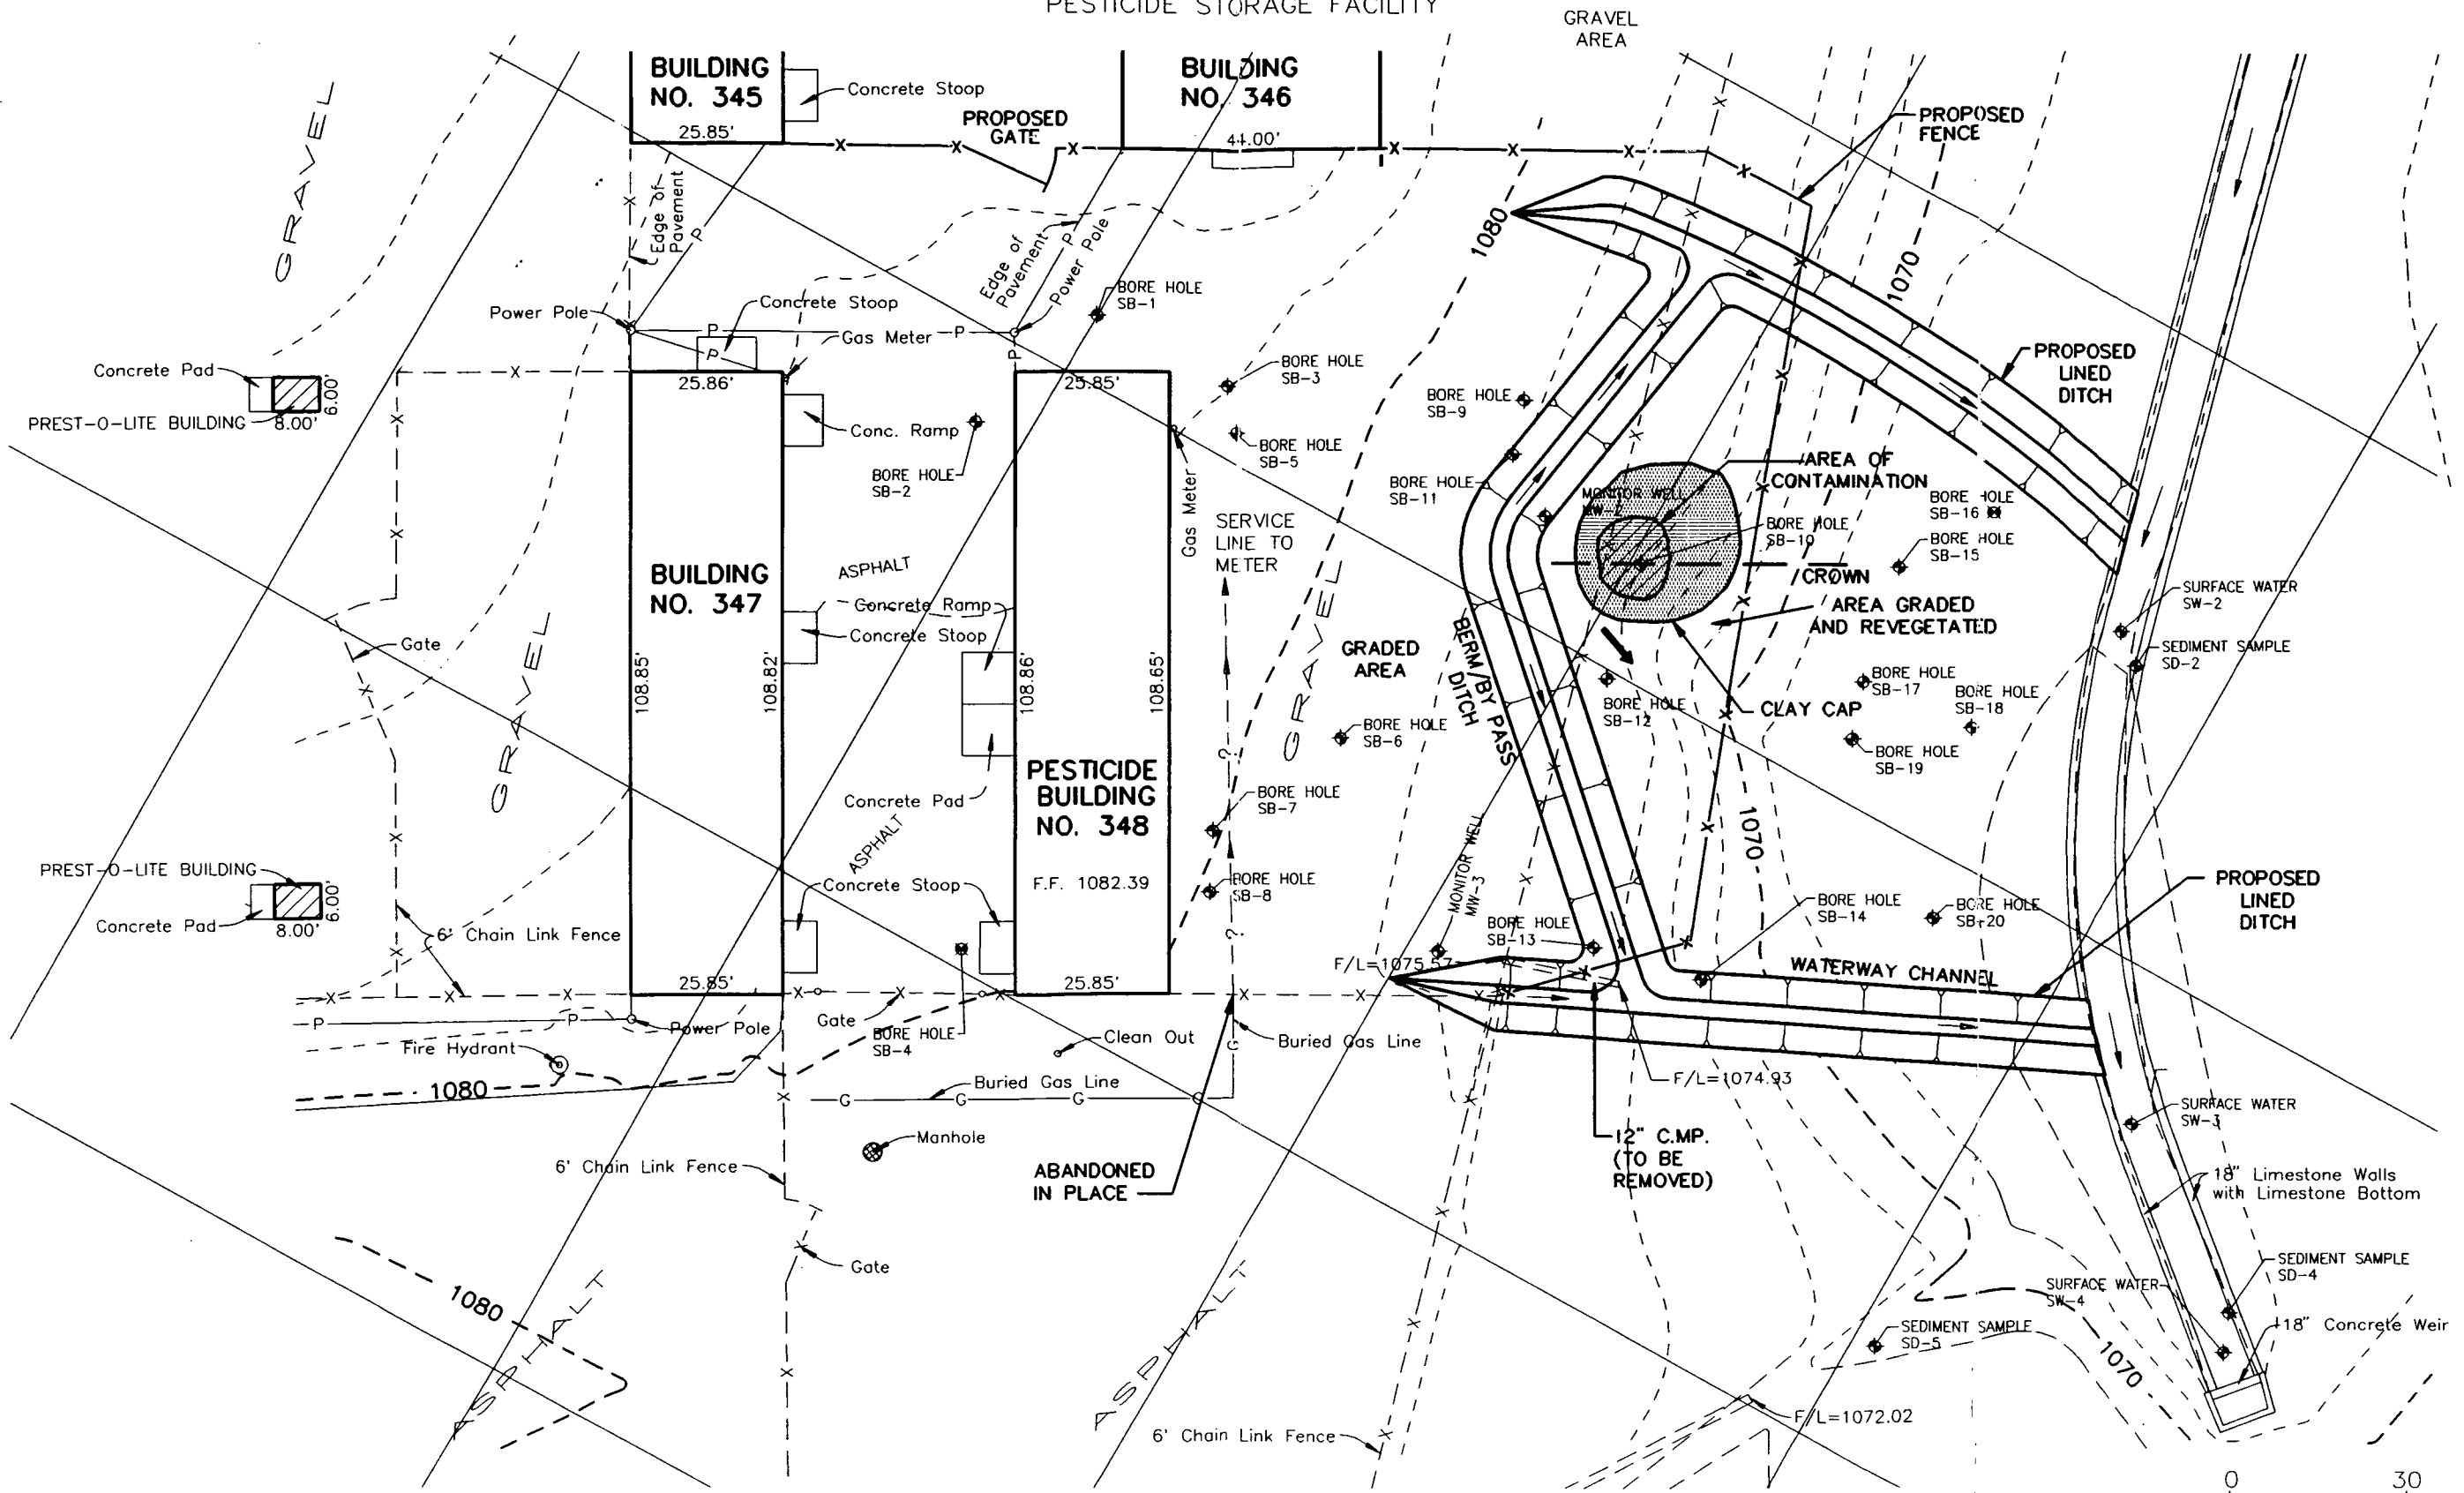 PESTICIDE STORAGE FACILITY
GRAVEL
AREA
BUILDING
NO. 345
25.85'
Concrete Stoop
PROPOSED
GATE
BUILDING
NO. 346
44.00'
PROPOSED
FENCE
GRAVEL
Edge of
Pavement
Edge of
Pavement
Power Pole
1080
1070
BORE HOLE
SB-1
Power Pole
Concrete Stoop
Gas Meter
Concrete Pad
6.00'
PREST-O-LITE BUILDING
8.00'
25.86'
25.85'
BORE HOLE
SB-3
BORE HOLE
SB-9
PROPOSED
LINED
DITCH
Conc. Ramp
BORE HOLE
SB-2
BORE HOLE
SB-5
BORE HOLE
SB-11
Gas Meter
SERVICE
LINE TO
METER
AREA OF
CONTAMINATION
MONITOR WELL
MW-2
BORE HOLE
SB-10
BORE HOLE
SB-16
BORE HOLE
SB-15
CROWN
BUILDING
NO. 347
ASPHALT
Concrete Ramp
Concrete Stoop
SURFACE WATER
SW-2
AREA GRADED
AND REVEGETATED
Gate
GRAVEL
GRAVEL
GRADED
AREA
BERM/BY PASS
DITCH
SEDIMENT SAMPLE
SD-2
108.85'
108.82'
108.86'
108.65'
BORE HOLE
SB-17
BORE HOLE
SB-18
BORE HOLE
SB-12
CLAY CAP
BORE HOLE
SB-6
BORE HOLE
SB-19
PESTICIDE
BUILDING
NO. 348
F.F. 1082.39
Concrete Pad
ASPHALT
BORE HOLE
SB-7
1070
MONITOR WELL
MW-3
PREST-O-LITE BUILDING
6.00'
Concrete Pad
8.00'
6' Chain Link Fence
Concrete Stoop
BORE HOLE
SB-8
BORE HOLE
SB-13
BORE HOLE
SB-14
BORE HOLE
SB-20
PROPOSED
LINED
DITCH
F/L=1075.57
WATERWAY CHANNEL
25.85'
25.85'
Power Pole
Gate
BORE HOLE
SB-4
Clean Out
Buried Gas Line
Fire Hydrant
1080
Buried Gas Line
F/L=1074.93
Manhole
6' Chain Link Fence
ABANDONED
IN PLACE
12" C.MP.
(TO BE
REMOVED)
SURFACE WATER
SW-3
18" Limestone Walls
with Limestone Bottom
Gate
1080
ASPHALT
ASPHALT
SEDIMENT SAMPLE
SD-4
SURFACE WATER
SW-4
18" Concrete Weir
SEDIMENT SAMPLE
SD-5
1070
F/L=1072.02
6' Chain Link Fence
0 30